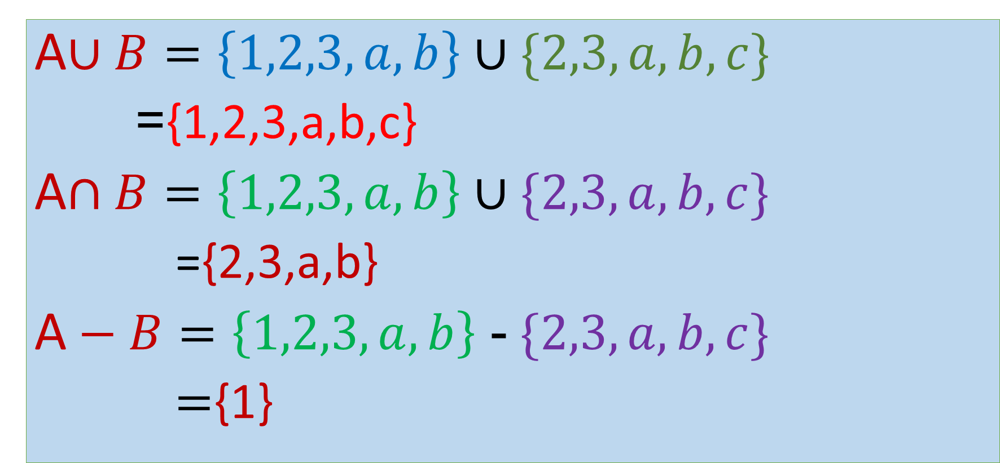 A∪ B = {1,2,3, a, b} ∪ {2,3, a, b, c}
={1,2,3,a,b,c}
A∩ B = {1,2,3, a, b} ∪ {2,3, a, b, c}
={2,3,a,b}
A − B = {1,2,3, a, b} - {2,3, a, b, c}
={1}